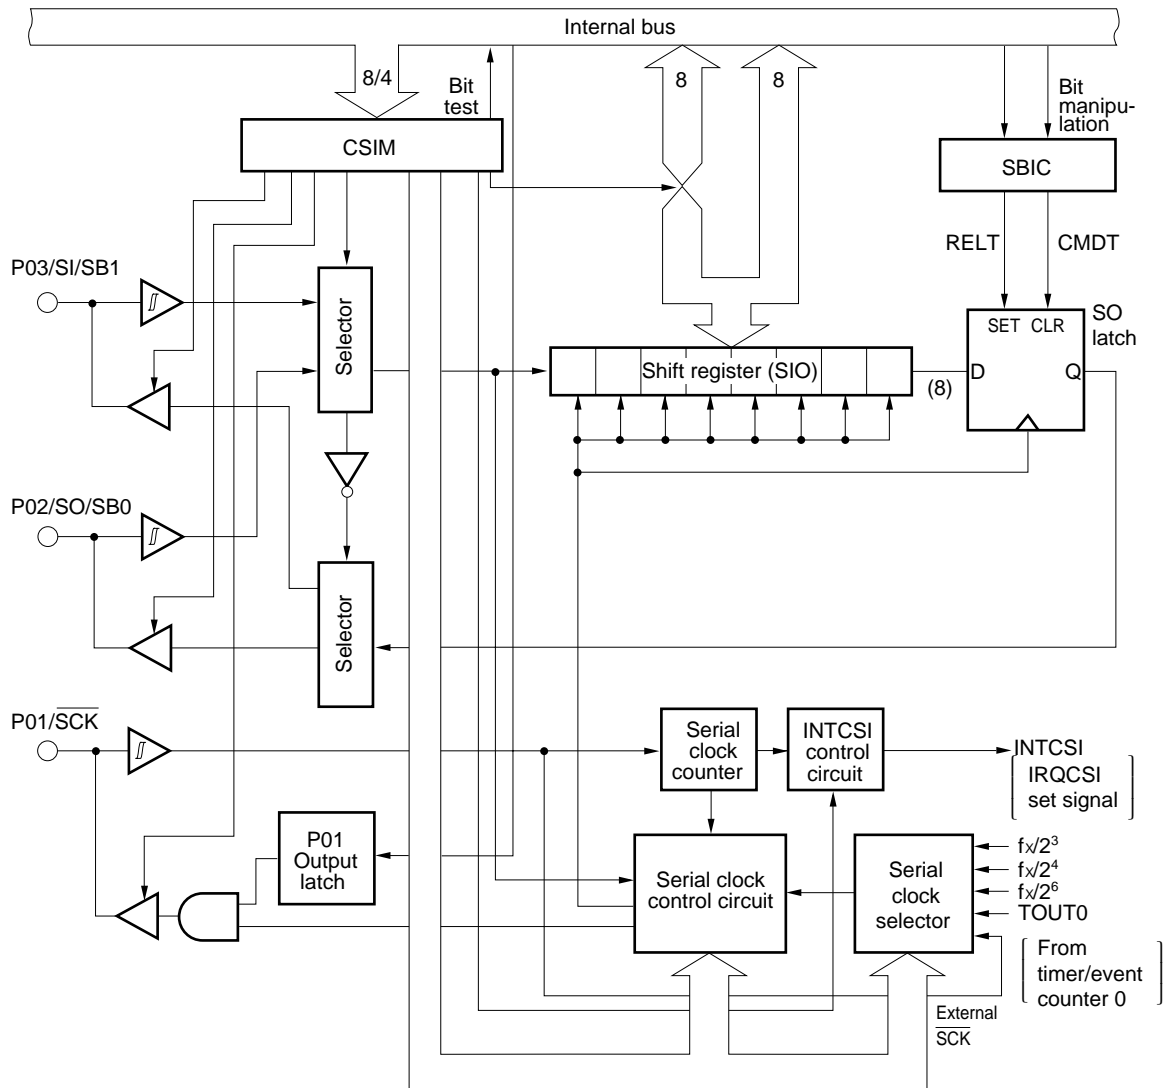 Internal bus
8/4
Bit
test
8
8
Bit
manipu-
lation
CSIM
SBIC
RELT
CMDT
P03/SI/SB1
Selector
SET CLR
SO
latch
Shift register (SIO)
(8)
D
Q
P02/SO/SB0
Selector
P01/S̅C̅K̅
Serial
clock
counter
INTCSI
control
circuit
INTCSI
IRQCSI
set signal
P01
Output
latch
Serial clock
control circuit
Serial
clock
selector
fx/2³
fx/2⁴
fx/2⁶
TOUT0
From
timer/event
counter 0
External
S̅C̅K̅